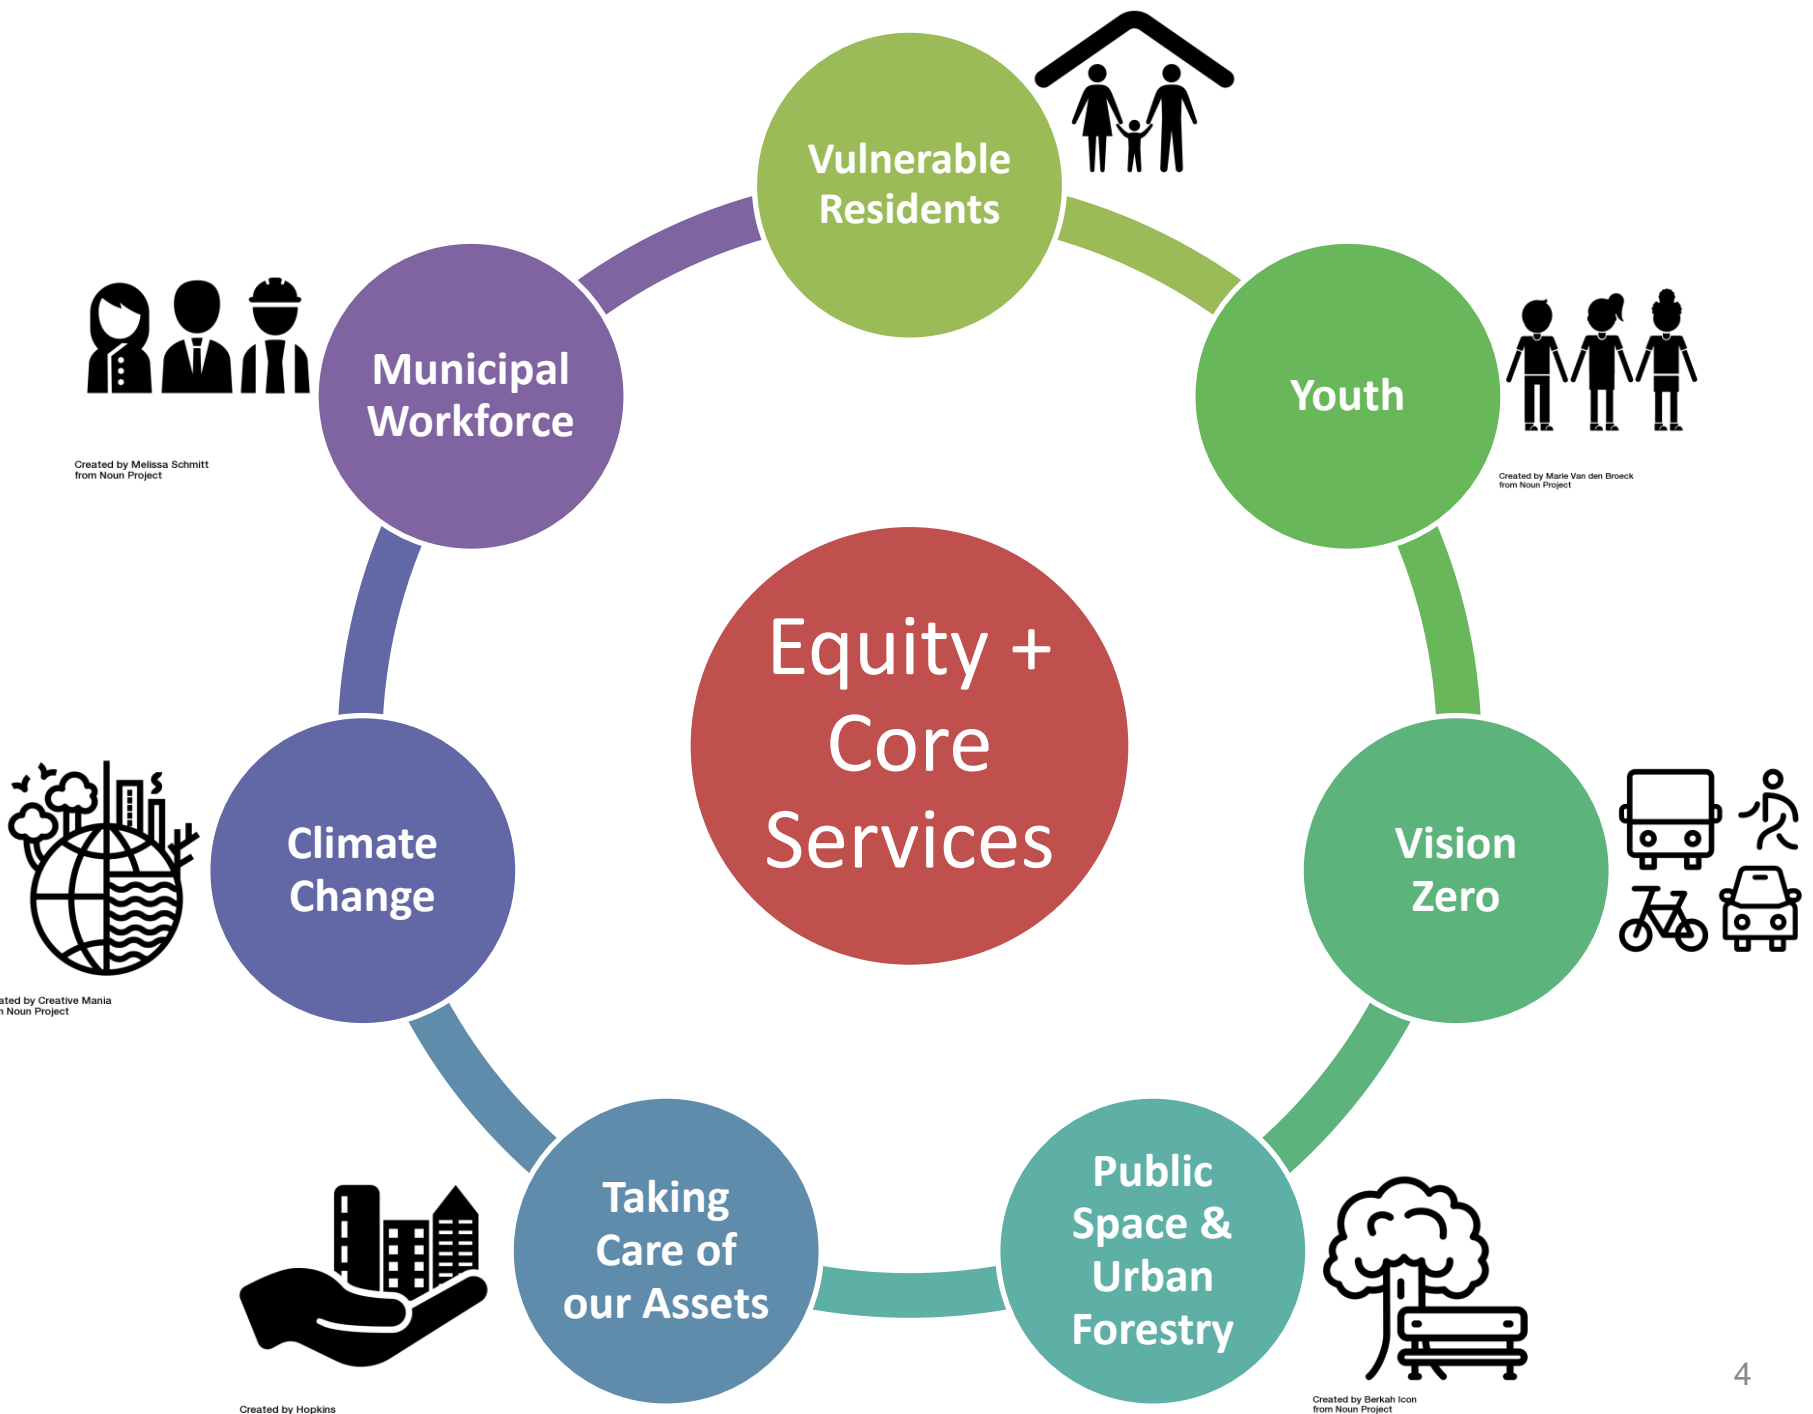 Vulnerable
Residents
Municipal
Workforce
Youth
Created by Melissa Schmitt
from Noun Project
Created by Marie Van den Broeck
from Noun Project
Equity +
Core
Services
Climate
Change
Vision
Zero
ated by Creative Mania
n Noun Project
Taking
Care of
our Assets
Public
Space &
Urban
Forestry
4
Created by Hopkins
Created by Berkah Icon
from Noun Project